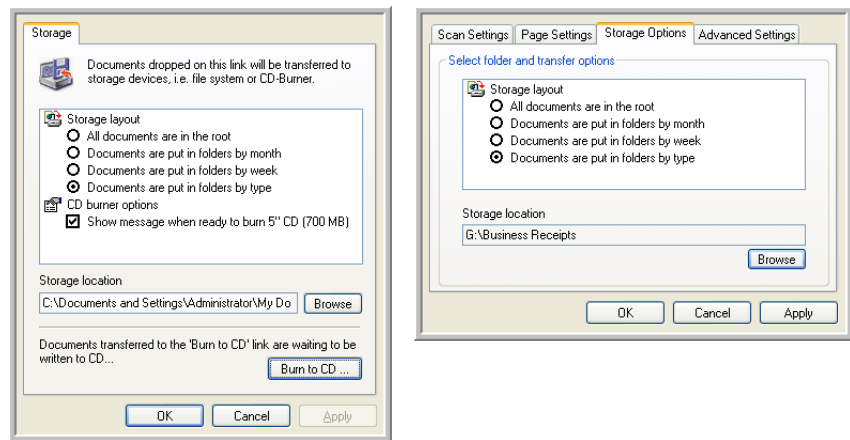 Storage
Documents dropped on this link will be transferred to
storage devices, i.e. file system or CD-Burner.
Storage layout
All documents are in the root
Documents are put in folders by month
Documents are put in folders by week
Documents are put in folders by type
CD burner options
Show message when ready to burn 5" CD (700 MB)
Storage location
C:\Documents and Settings\Administrator\My Do
Browse
Documents transferred to the 'Burn to CD' link are waiting to be
written to CD...
Burn to CD ...
OK Cancel Apply
Scan Settings Page Settings Storage Options Advanced Settings
Select folder and transfer options
Storage layout
All documents are in the root
Documents are put in folders by month
Documents are put in folders by week
Documents are put in folders by type
Storage location
G:\Business Receipts
Browse
OK Cancel Apply